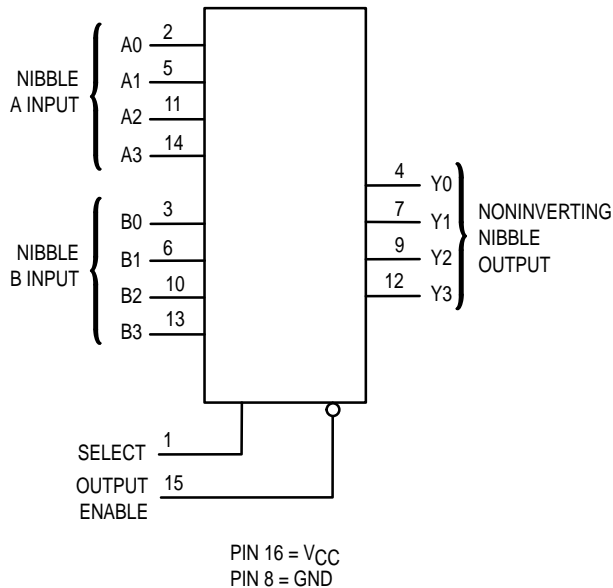 NIBBLE
A INPUT
A0 2
A1 5
A2 11
A3 14
NIBBLE
B INPUT
B0 3
B1 6
B2 10
B3 13
4 Y0
7 Y1
9 Y2
12 Y3
NONINVERTING
NIBBLE
OUTPUT
SELECT 1
OUTPUT 15
ENABLE
PIN 16 = VCC
PIN 8 = GND